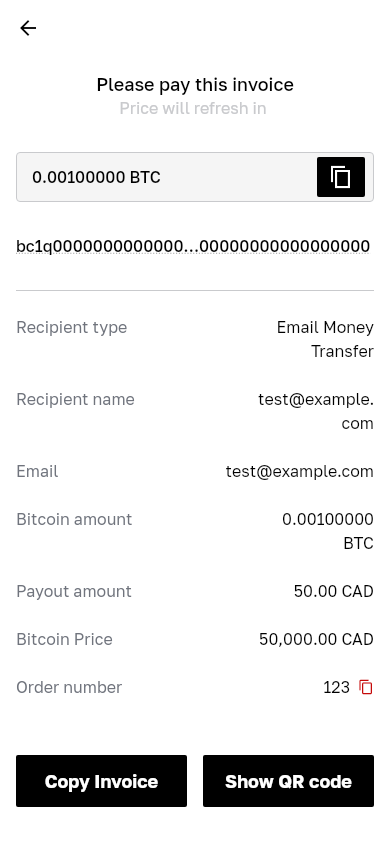 Please pay this invoice
Price will refresh in
0.00100000 BTC
bc1q0000000000000...00000000000000000
Recipient type
Email Money
Transfer
Recipient name
test@example.
com
Email
test@example.com
Bitcoin amount
0.00100000
BTC
Payout amount
50.00 CAD
Bitcoin Price
50,000.00 CAD
Order number
123
Copy Invoice
Show QR code